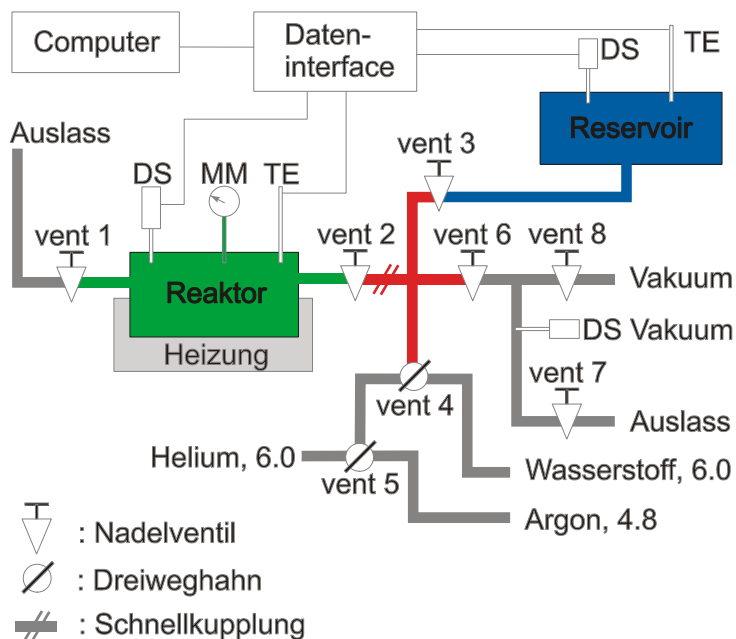 Computer
Daten-
interface
DS
TE
Reservoir
Auslass
vent 3
DS
MM
TE
vent 1
vent 2
vent 6
vent 8
Reaktor
Vakuum
DS Vakuum
Heizung
vent 7
vent 4
Auslass
Helium, 6.0
vent 5
Wasserstoff, 6.0
Argon, 4.8
: Nadelventil
: Dreiweghahn
: Schnellkupplung